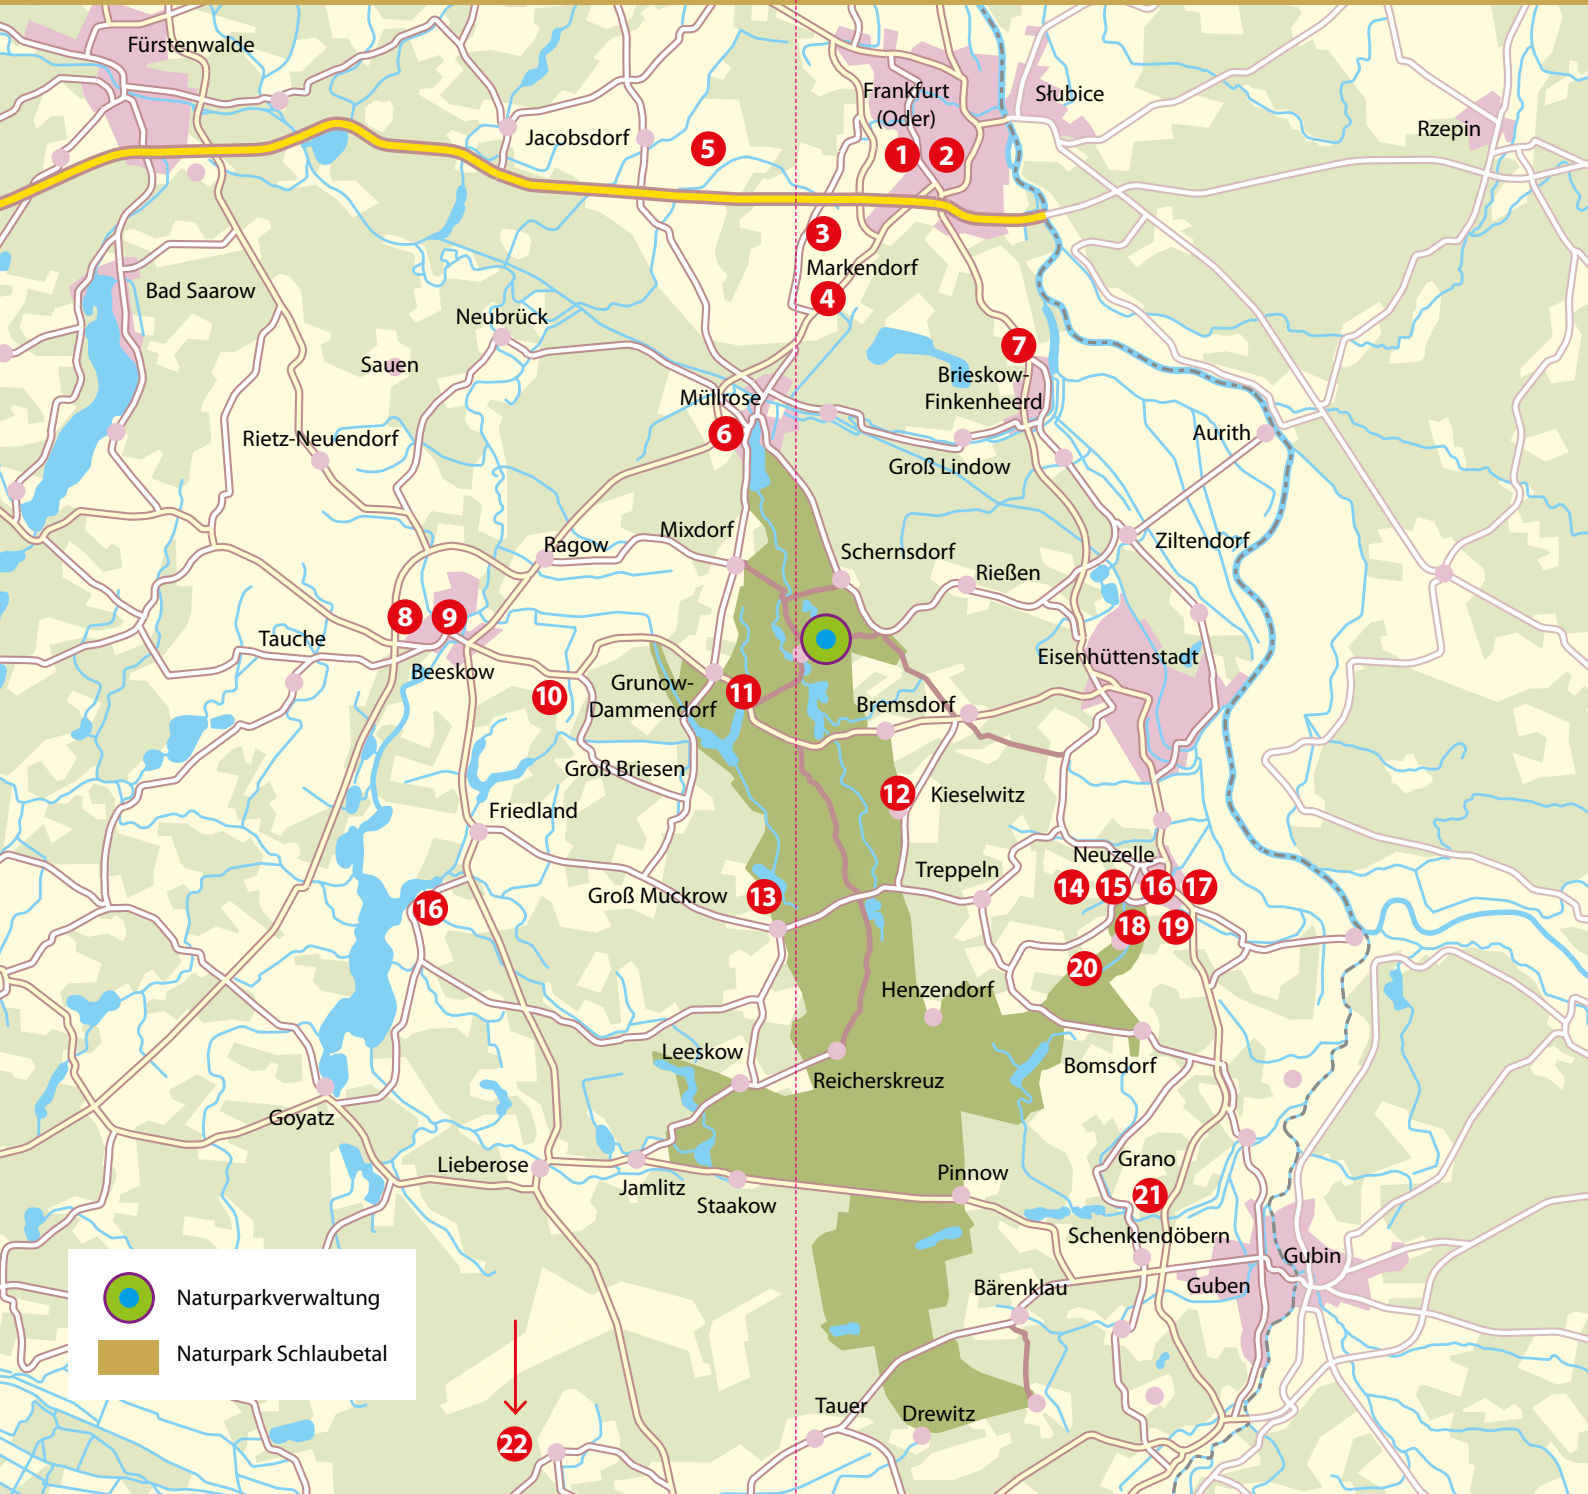 Fürstenwalde
Frankfurt
(Oder)
Słubice
Rzepin
Jacobsdorf
5
1
2
3
Markendorf
4
Bad Saarow
Neubrück
Sauen
7
Brieskow-
Finkenheerd
Müllrose
6
Rietz-Neuendorf
Aurith
Groß Lindow
Mixdorf
Ragow
Schernsdorf
Ziltendorf
Rießen
8
9
Tauche
Beeskow
Eisenhüttenstadt
10
Grunow-
Dammendorf
11
Bremsdorf
Groß Briesen
12
Kieselwitz
Friedland
Neuzelle
Treppeln
14
15
16
17
Groß Muckrow
13
16
18
19
20
Henzendorf
Leeskow
Reicherskreuz
Bomsdorf
Goyatz
Lieberose
Jamlitz
Staakow
Pinnow
Grano
21
Schenkendöbern
Gubin
Guben
Bärenklau
Naturparkverwaltung
Naturpark Schlaubetal
Tauer
Drewitz
22